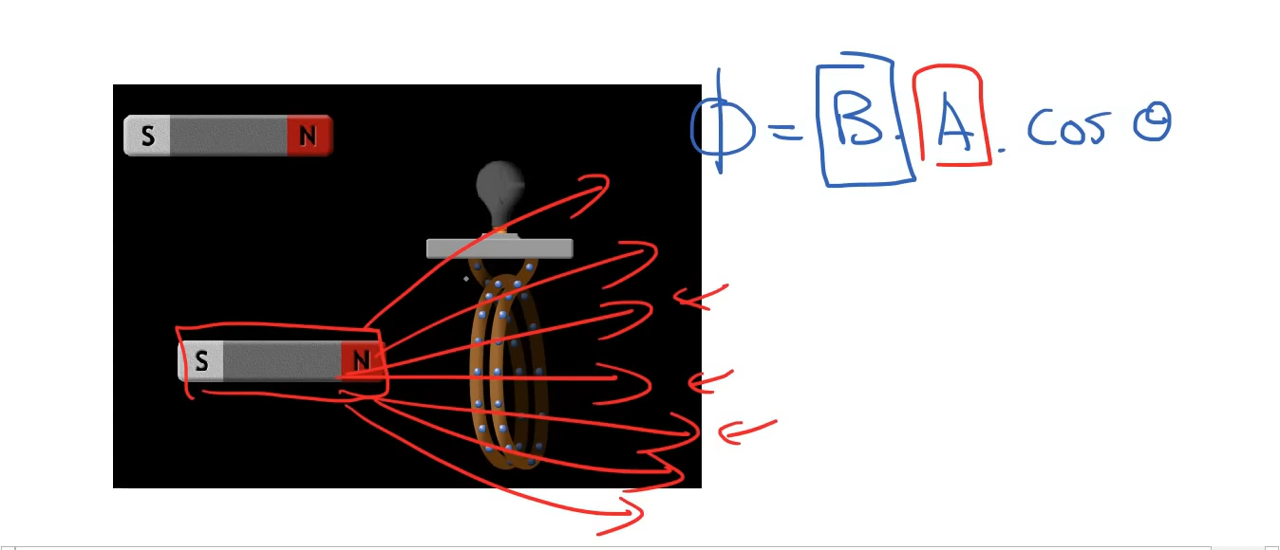 S N
Φ = B . A . cos θ
S N